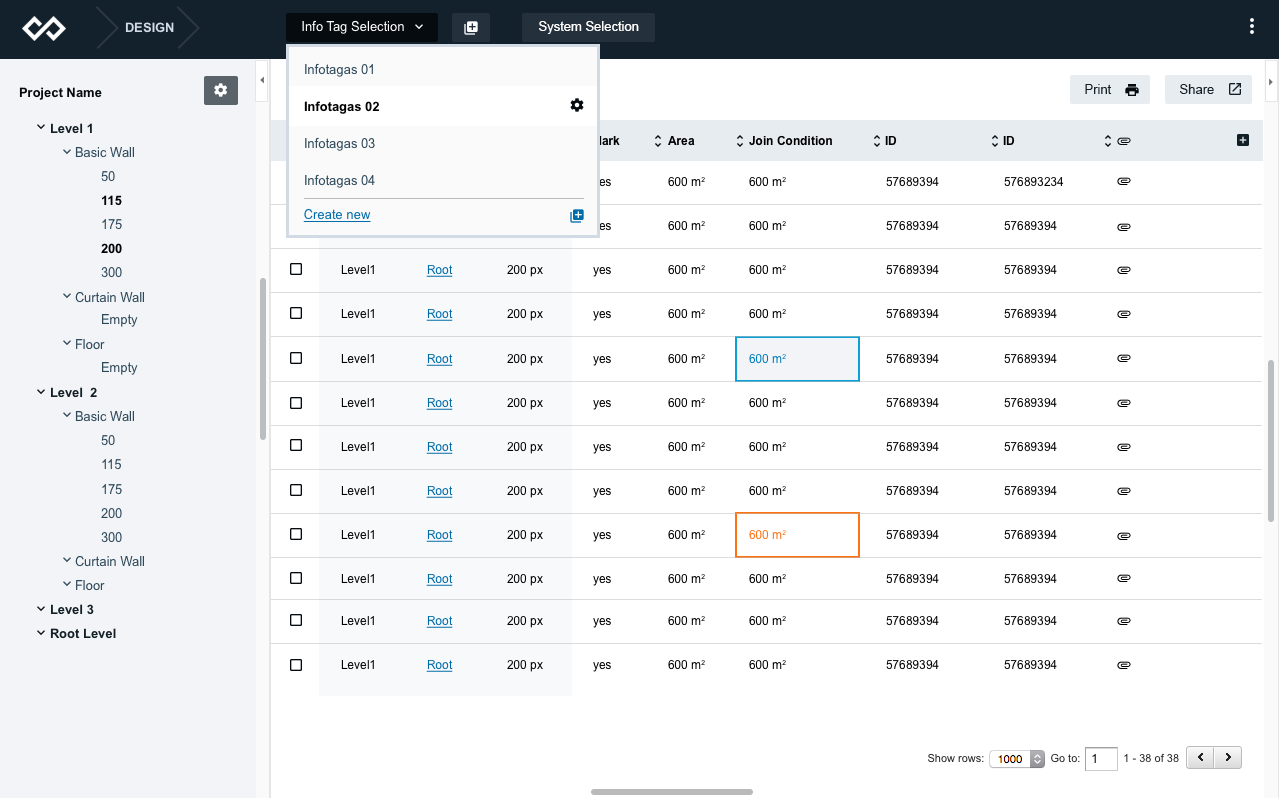 DESIGN Info Tag Selection System Selection
Project Name
Level 1
Basic Wall
50
115
175
200
300
Curtain Wall
Empty
Floor
Empty
Level 2
Basic Wall
50
115
175
200
300
Curtain Wall
Floor
Level 3
Root Level
Infotagas 01
Infotagas 02
Infotagas 03
Infotagas 04
Create new
Print Share
Area Join Condition ID ID
600 m² 600 m² 57689394 576893234
600 m² 600 m² 57689394 57689394
Level1 Root 200 px yes 600 m² 600 m² 57689394 57689394
Level1 Root 200 px yes 600 m² 600 m² 57689394 57689394
Level1 Root 200 px yes 600 m² 600 m² 57689394 57689394
Level1 Root 200 px yes 600 m² 600 m² 57689394 57689394
Level1 Root 200 px yes 600 m² 600 m² 57689394 57689394
Level1 Root 200 px yes 600 m² 600 m² 57689394 57689394
Level1 Root 200 px yes 600 m² 600 m² 57689394 57689394
Level1 Root 200 px yes 600 m² 600 m² 57689394 57689394
Level1 Root 200 px yes 600 m² 600 m² 57689394 57689394
Level1 Root 200 px yes 600 m² 600 m² 57689394 57689394
Show rows: 1000 Go to: 1 1 - 38 of 38